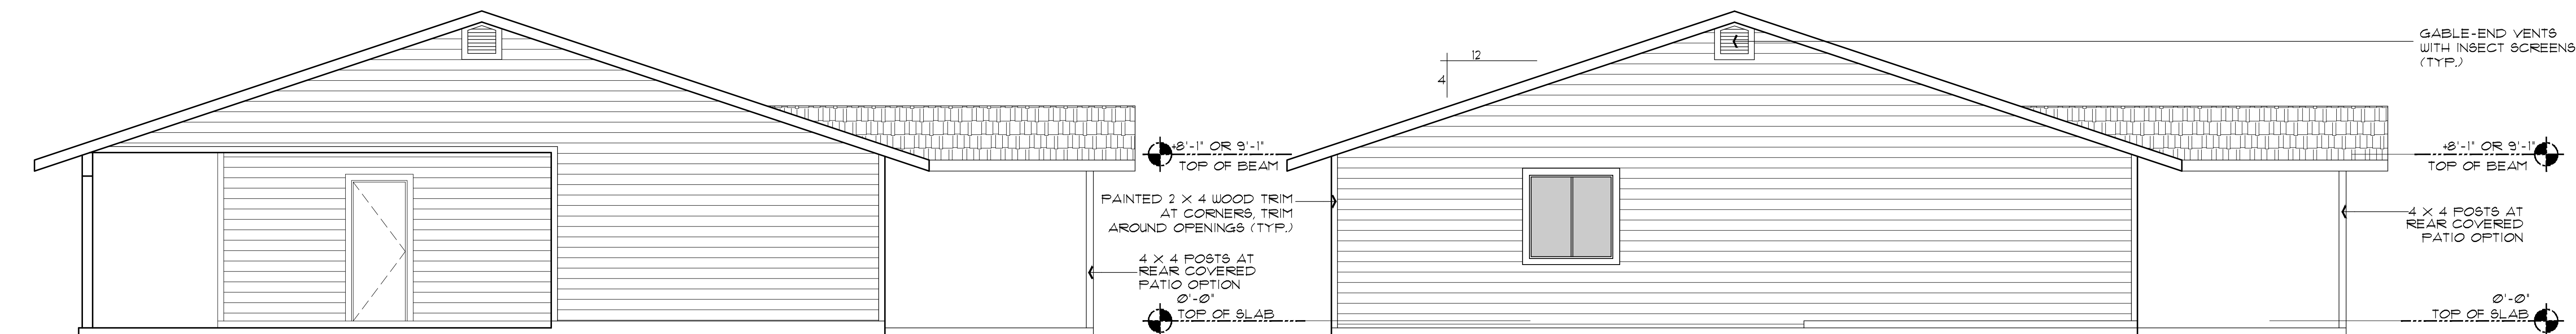 12
4
GABLE-END VENTS
WITH INSECT SCREENS
(TYP.)
+8'-1" OR 9'-1"
TOP OF BEAM
+8'-1" OR 9'-1"
TOP OF BEAM
PAINTED 2 X 4 WOOD TRIM
AT CORNERS, TRIM
AROUND OPENINGS (TYP.)
4 X 4 POSTS AT
REAR COVERED
PATIO OPTION
4 X 4 POSTS AT
REAR COVERED
PATIO OPTION
0'-0"
TOP OF SLAB
0'-0"
TOP OF SLAB